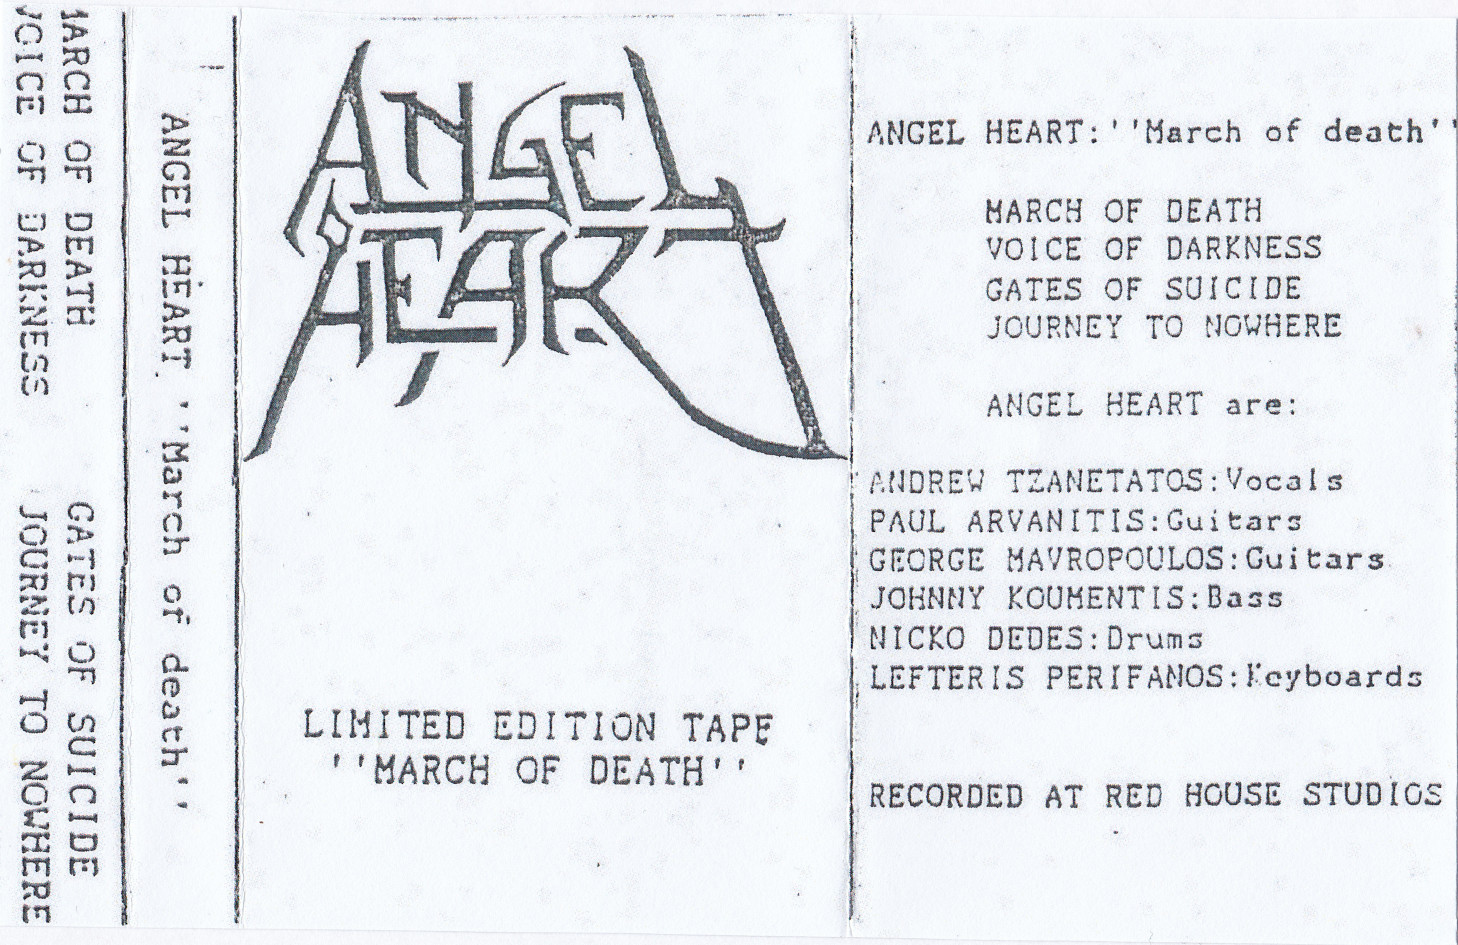 MARCH OF DEATH GATES OF SUICIDE
VOICE OF DARKNESS JOURNEY TO NOWHERE
ANGEL HEART ''March of death''
ANGEL
HEART
LIMITED EDITION TAPE
''MARCH OF DEATH''
ANGEL HEART:''March of death''
MARCH OF DEATH
VOICE OF DARKNESS
GATES OF SUICIDE
JOURNEY TO NOWHERE
ANGEL HEART are:
ANDREW TZANETATOS:Vocals
PAUL ARVANITIS:Guitars
GEORGE MAVROPOULOS:Guitars
JOHNNY KOUMENTIS:Bass
NICKO DEDES:Drums
LEFTERIS PERIFANOS:Keyboards
RECORDED AT RED HOUSE STUDIOS